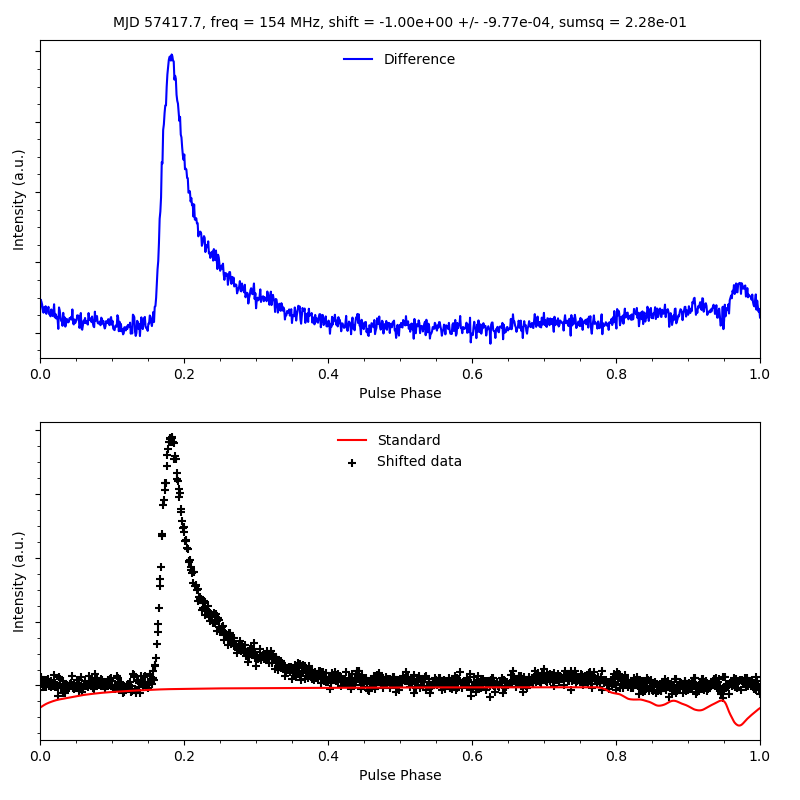 MJD 57417.7, freq = 154 MHz, shift = -1.00e+00 +/- -9.77e-04, sumsq = 2.28e-01
Difference
Intensity (a.u.)
0.0 0.2 0.4 0.6 0.8 1.0
Pulse Phase
Standard
Shifted data
Intensity (a.u.)
0.0 0.2 0.4 0.6 0.8 1.0
Pulse Phase